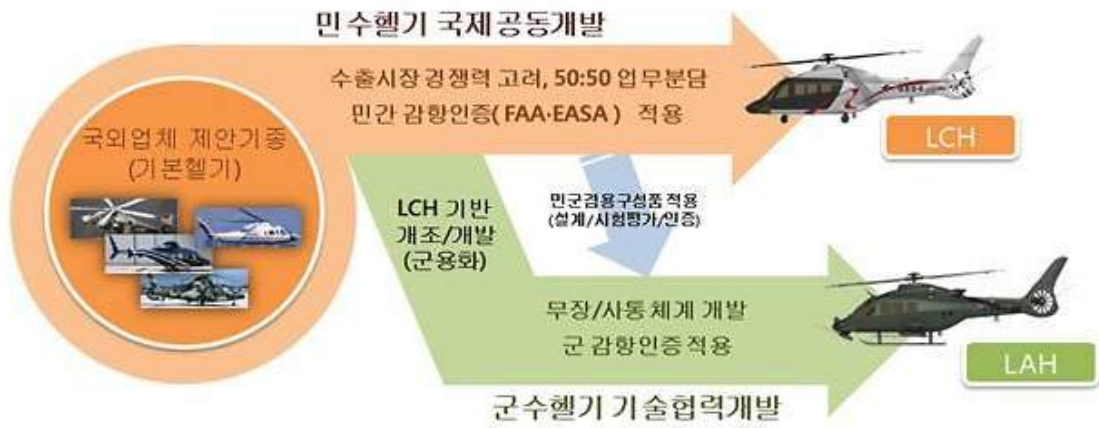 민수헬기 국제공동개발
수출시장 경쟁력 고려, 50:50 업무분담
민간 감항인증( FAA·EASA ) 적용
국외업체 제안기종
(기본헬기)
LCH
LCH 기반
개조/개발
(군용화)
민군겸용구성품 적용
(설계/시험평가/인증)
무장/사통체계 개발
군 감항인증 적용
LAH
군수헬기 기술협력개발